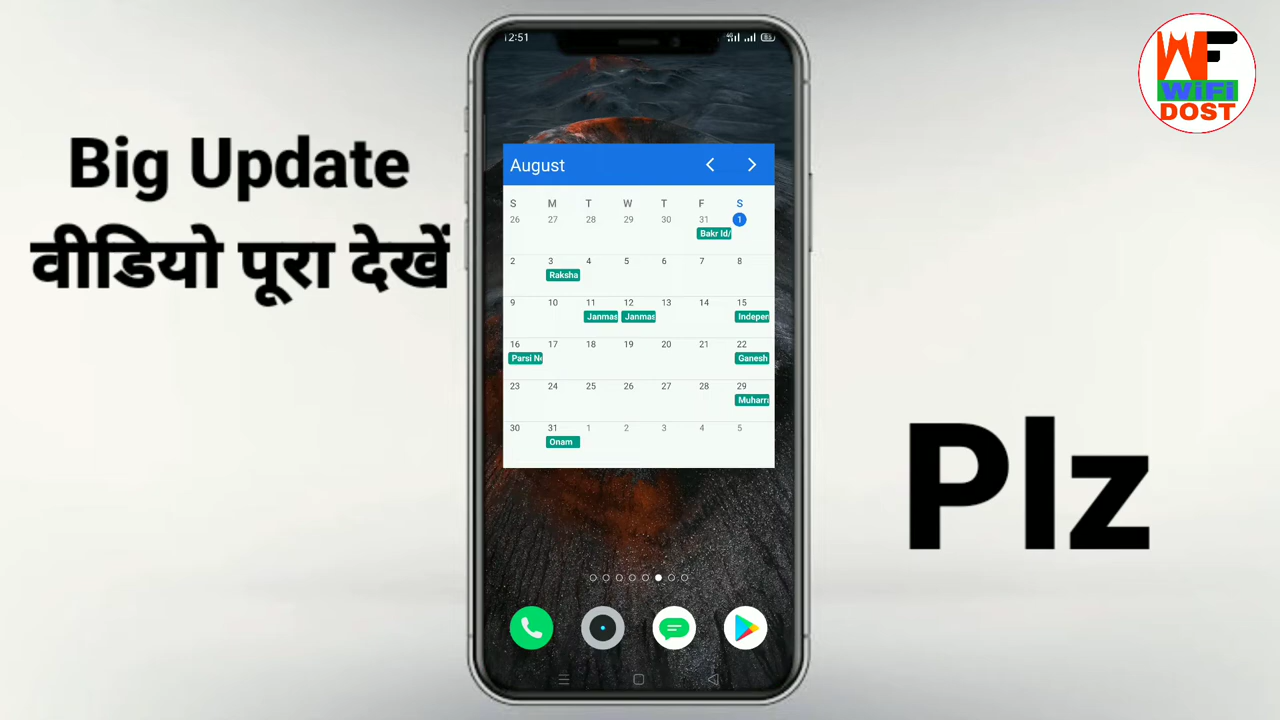 12:51
WF
WiFi
DOST
Big Update
वीडियो पूरा देखें
August
S M T W T F S
26 27 28 29 30 31 1
Bakr Id/
2 3 4 5 6 7 8
Raksha
9 10 11 12 13 14 15
Janmas Janmas Indepen
16 17 18 19 20 21 22
Parsi Ne Ganesh
23 24 25 26 27 28 29
Muharra
30 31 1 2 3 4 5
Onam
Plz